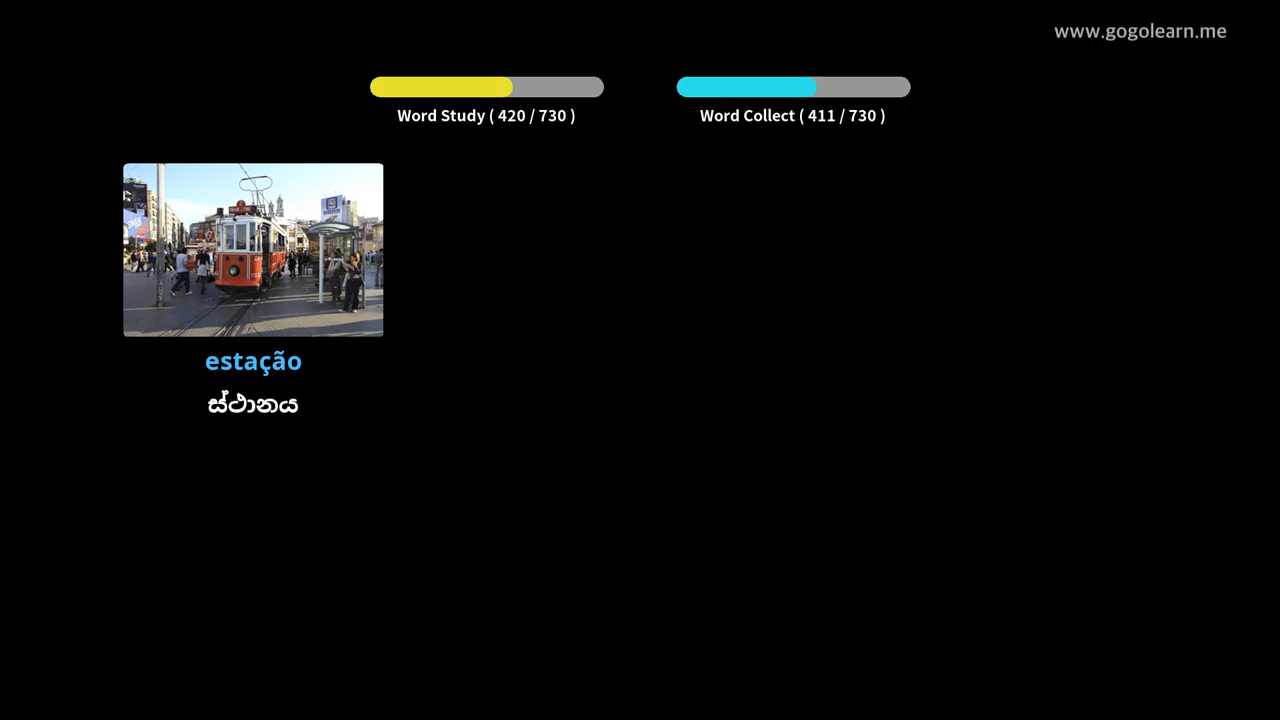 www.gogolearn.me
Word Study ( 420 / 730 )
Word Collect ( 411 / 730 )
estação
ස්ථානය